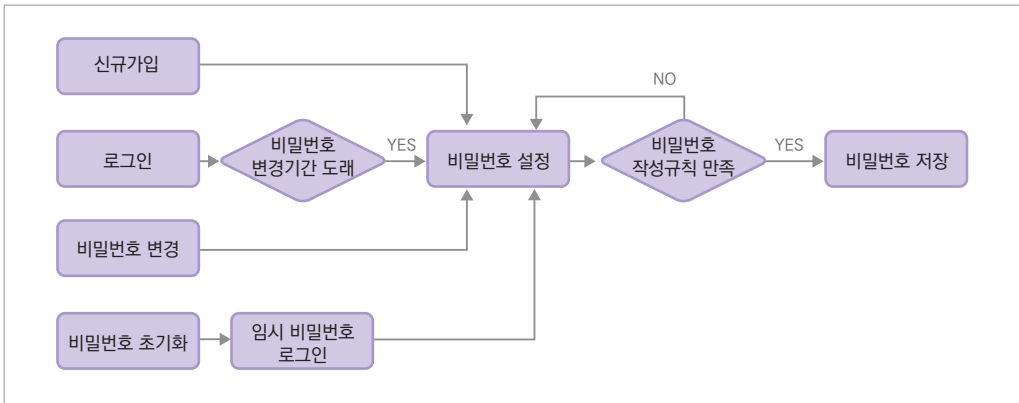 신규가입
NO
로그인
비밀번호
변경기간 도래
YES
비밀번호 설정
비밀번호
작성규칙 만족
YES
비밀번호 저장
비밀번호 변경
비밀번호 초기화
임시 비밀번호
로그인